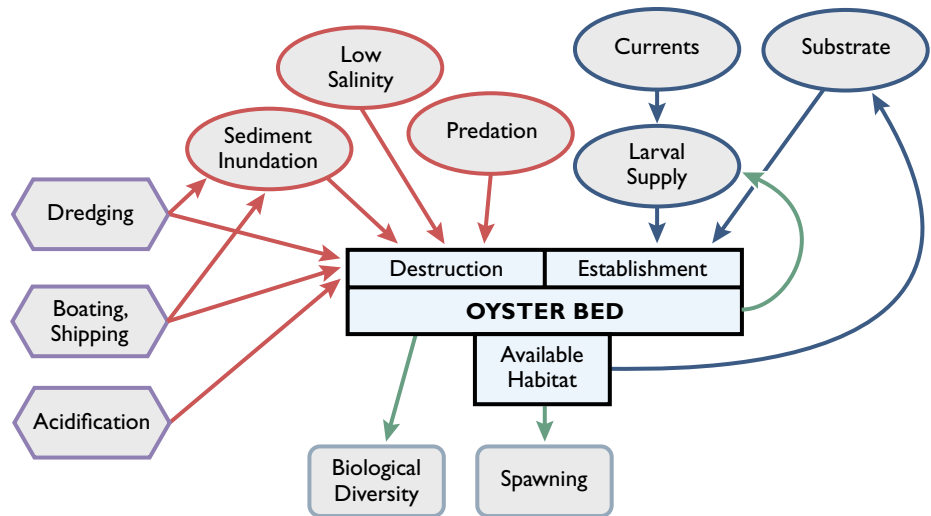 Currents
Substrate
Low
Salinity
Predation
Sediment
Inundation
Larval
Supply
Dredging
Destruction
Establishment
OYSTER BED
Boating,
Shipping
Available
Habitat
Acidification
Biological
Diversity
Spawning